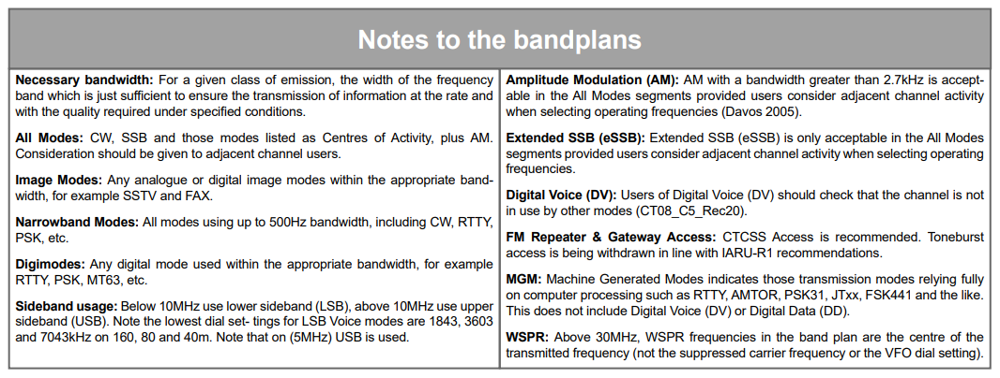 Notes to the bandplans
Necessary bandwidth: For a given class of emission, the width of the frequency
band which is just sufficient to ensure the transmission of information at the rate and
with the quality required under specified conditions.
All Modes: CW, SSB and those modes listed as Centres of Activity, plus AM.
Consideration should be given to adjacent channel users.
Image Modes: Any analogue or digital image modes within the appropriate band-
width, for example SSTV and FAX.
Narrowband Modes: All modes using up to 500Hz bandwidth, including CW, RTTY,
PSK, etc.
Digimodes: Any digital mode used within the appropriate bandwidth, for example
RTTY, PSK, MT63, etc.
Sideband usage: Below 10MHz use lower sideband (LSB), above 10MHz use upper
sideband (USB). Note the lowest dial set- tings for LSB Voice modes are 1843, 3603
and 7043kHz on 160, 80 and 40m. Note that on (5MHz) USB is used.
Amplitude Modulation (AM): AM with a bandwidth greater than 2.7kHz is accept-
able in the All Modes segments provided users consider adjacent channel activity
when selecting operating frequencies (Davos 2005).
Extended SSB (eSSB): Extended SSB (eSSB) is only acceptable in the All Modes
segments provided users consider adjacent channel activity when selecting operating
frequencies.
Digital Voice (DV): Users of Digital Voice (DV) should check that the channel is not
in use by other modes (CT08_C5_Rec20).
FM Repeater & Gateway Access: CTCSS Access is recommended. Toneburst
access is being withdrawn in line with IARU-R1 recommendations.
MGM: Machine Generated Modes indicates those transmission modes relying fully
on computer processing such as RTTY, AMTOR, PSK31, JTxx, FSK441 and the like.
This does not include Digital Voice (DV) or Digital Data (DD).
WSPR: Above 30MHz, WSPR frequencies in the band plan are the centre of the
transmitted frequency (not the suppressed carrier frequency or the VFO dial setting).